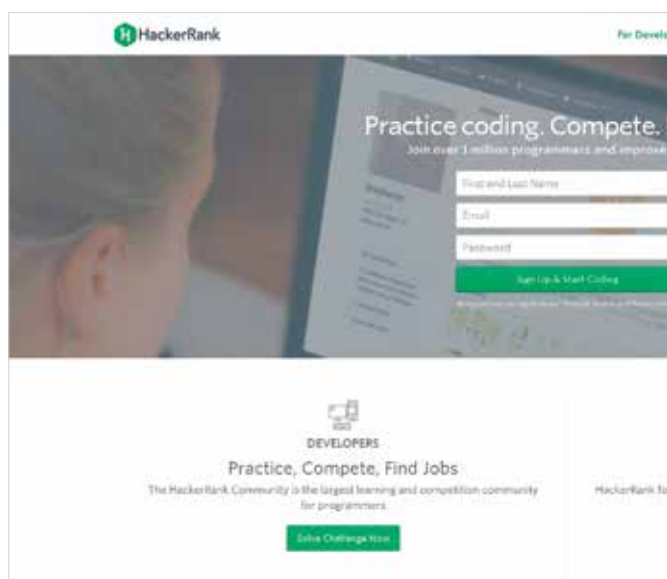 HackerRank
For Develo
Practice coding. Compete.
Join over 1 million programmers and improve
First and Last Name
Email
Password
Sign Up & Start Coding
DEVELOPERS
Practice, Compete, Find Jobs
The HackerRank Community is the largest learning and competition community
for programmers.
Solve Challenge Now
HackerRank fo